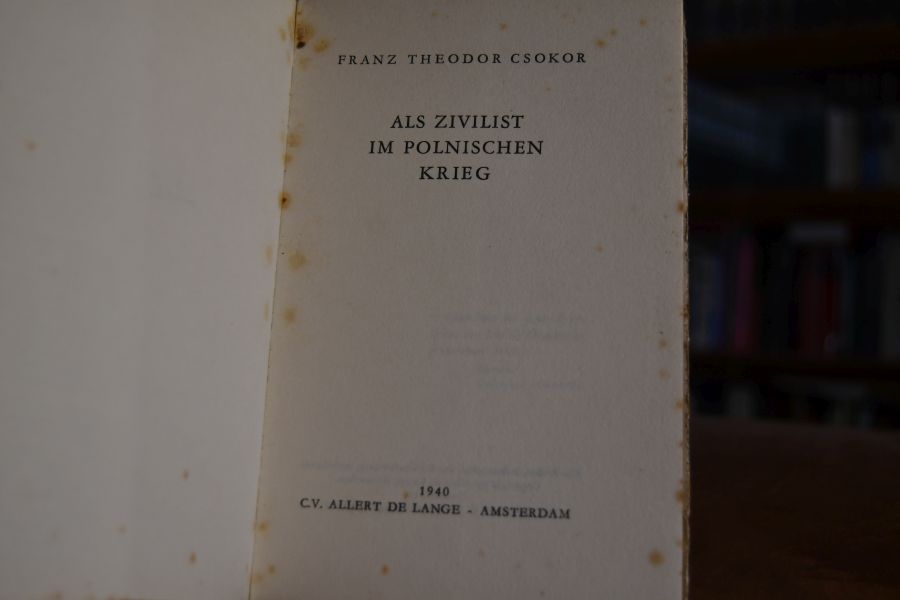 FRANZ THEODOR CSOKOR
ALS ZIVILIST
IM POLNISCHEN
KRIEG
1940
C.V. ALLERT DE LANGE - AMSTERDAM